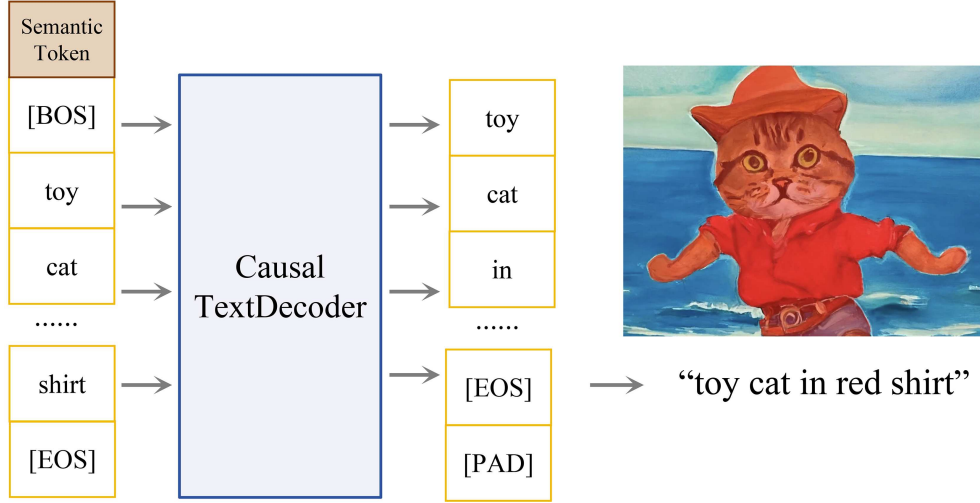 Semantic
Token
[BOS]
toy
cat
......
shirt
[EOS]
Causal
TextDecoder
toy
cat
in
......
[EOS]
[PAD]
“toy cat in red shirt”